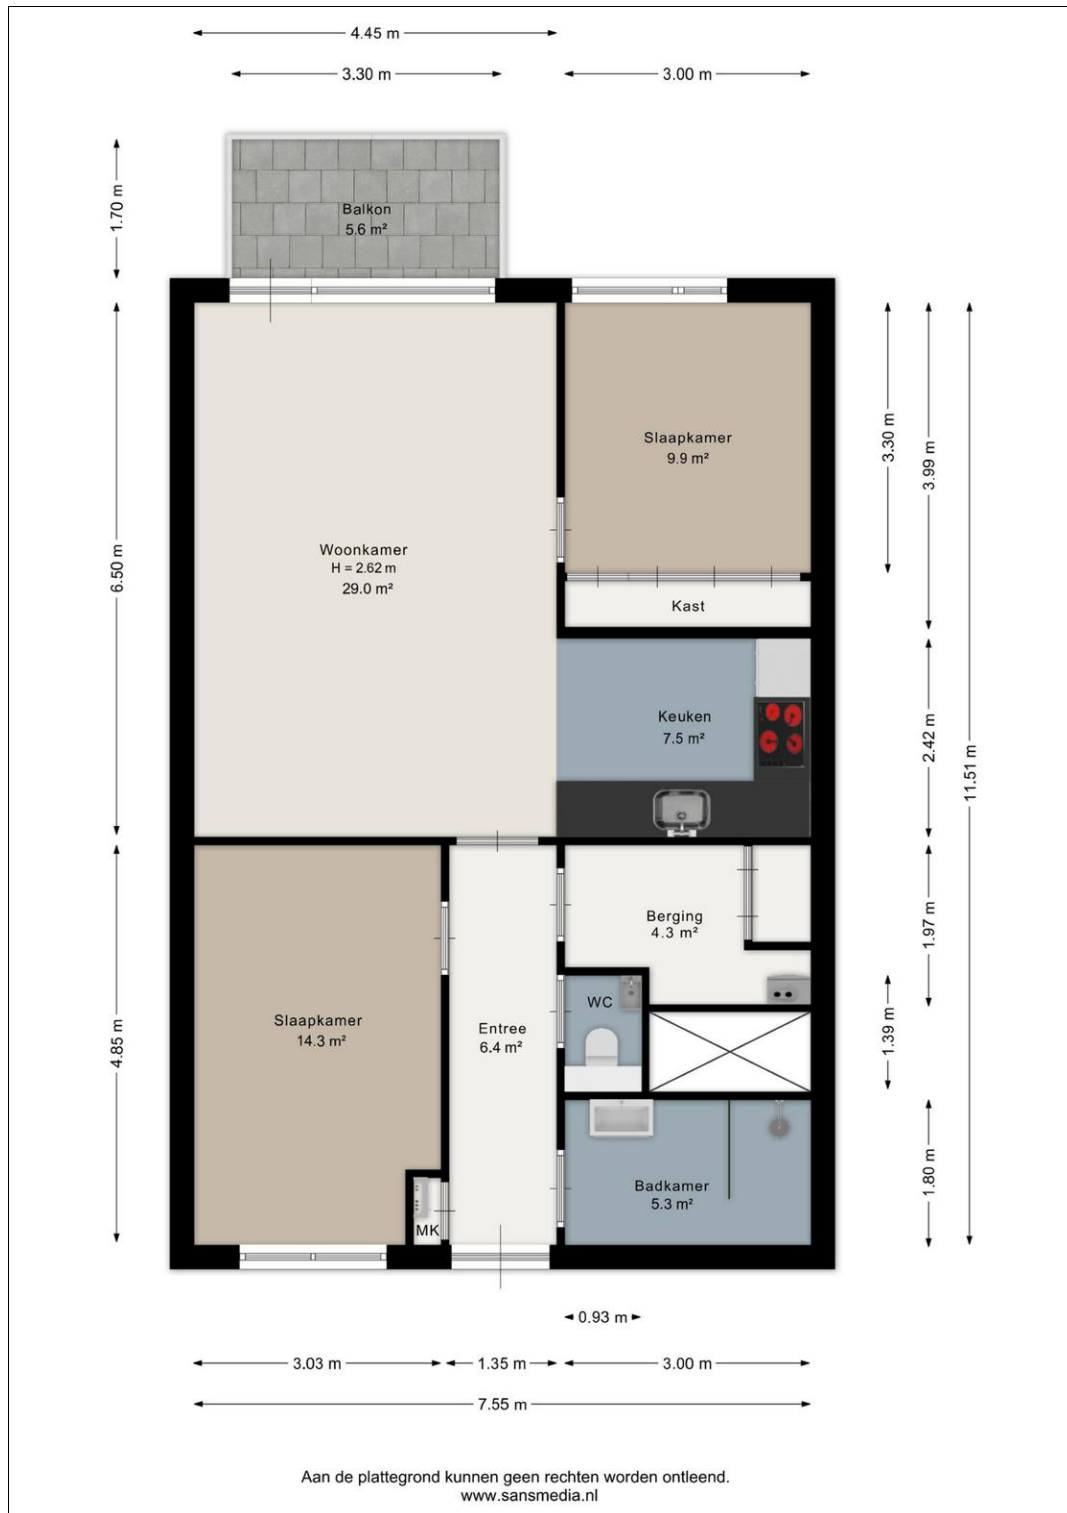 4.45 m
3.30 m
3.00 m
1.70 m
Balkon
5.6 m²
Slaapkamer
9.9 m²
3.30 m
3.99 m
Woonkamer
H = 2.62 m
29.0 m²
6.50 m
Kast
Keuken
7.5 m²
2.42 m
11.51 m
Berging
4.3 m²
1.97 m
WC
Slaapkamer
14.3 m²
Entree
6.4 m²
4.85 m
1.39 m
Badkamer
5.3 m²
1.80 m
MK
0.93 m
3.03 m
1.35 m
3.00 m
7.55 m
Aan de plattegrond kunnen geen rechten worden ontleend.
www.sansmedia.nl